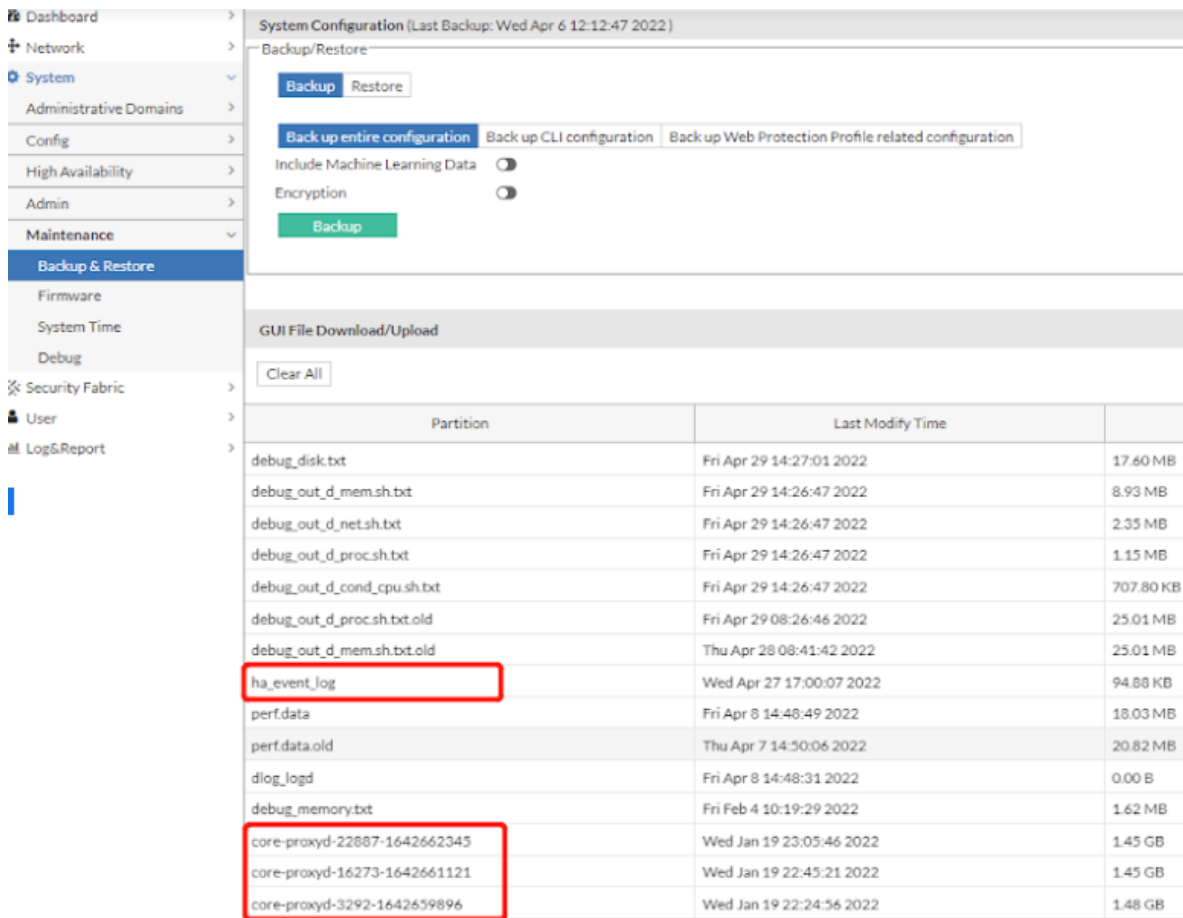 Dashboard
Network
System
Administrative Domains
Config
High Availability
Admin
Maintenance
Backup & Restore
Firmware
System Time
Debug
Security Fabric
User
Log&Report
System Configuration (Last Backup: Wed Apr 6 12:12:47 2022 )
Backup/Restore
Backup Restore
Back up entire configuration Back up CLI configuration Back up Web Protection Profile related configuration
Include Machine Learning Data
Encryption
Backup
GUI File Download/Upload
Clear All
Partition Last Modify Time
debug_disk.txt Fri Apr 29 14:27:01 2022 17.60 MB
debug_out_d_mem.sh.txt Fri Apr 29 14:26:47 2022 8.93 MB
debug_out_d_net.sh.txt Fri Apr 29 14:26:47 2022 2.35 MB
debug_out_d_proc.sh.txt Fri Apr 29 14:26:47 2022 1.15 MB
debug_out_d_cond_cpu.sh.txt Fri Apr 29 14:26:47 2022 707.80 KB
debug_out_d_proc.sh.txt.old Fri Apr 29 08:26:46 2022 25.01 MB
debug_out_d_mem.sh.txt.old Thu Apr 28 08:41:42 2022 25.01 MB
ha_event_log Wed Apr 27 17:00:07 2022 94.88 KB
perf.data Fri Apr 8 14:48:49 2022 18.03 MB
perf.data.old Thu Apr 7 14:50:06 2022 20.82 MB
dlog_logd Fri Apr 8 14:48:31 2022 0.00 B
debug_memory.txt Fri Feb 4 10:19:29 2022 1.62 MB
core-proxyd-22887-1642662345 Wed Jan 19 23:05:46 2022 1.45 GB
core-proxyd-16273-1642661121 Wed Jan 19 22:45:21 2022 1.45 GB
core-proxyd-3292-1642659896 Wed Jan 19 22:24:56 2022 1.48 GB